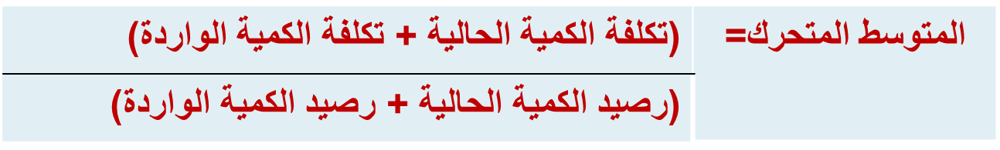 المتوسط المتحرك= (تكلفة الكمية الحالية + تكلفة الكمية الواردة)
(رصيد الكمية الحالية + رصيد الكمية الواردة)